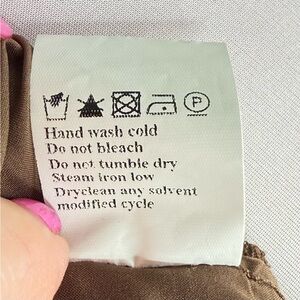 P
Hand wash cold
Do not bleach
Do not tumble dry
Steam iron low
Dryclean any solvent
modified cycle